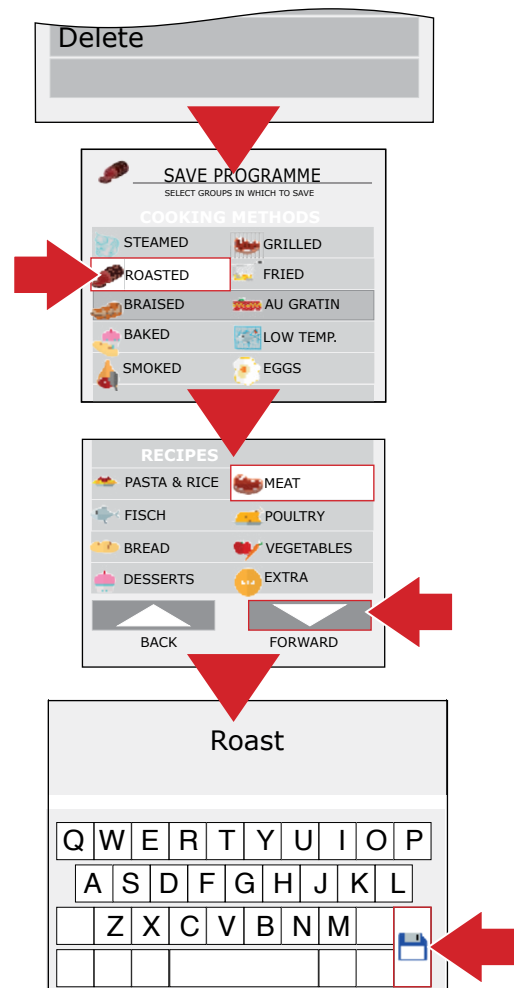 Delete
SAVE PROGRAMME
SELECT GROUPS IN WHICH TO SAVE
COOKING METHODS
STEAMED GRILLED
ROASTED FRIED
BRAISED AU GRATIN
BAKED LOW TEMP.
SMOKED EGGS
RECIPES
PASTA & RICE MEAT
FISCH POULTRY
BREAD VEGETABLES
DESSERTS EXTRA
BACK FORWARD
Roast
Q W E R T Y U I O P
A S D F G H J K L
Z X C V B N M